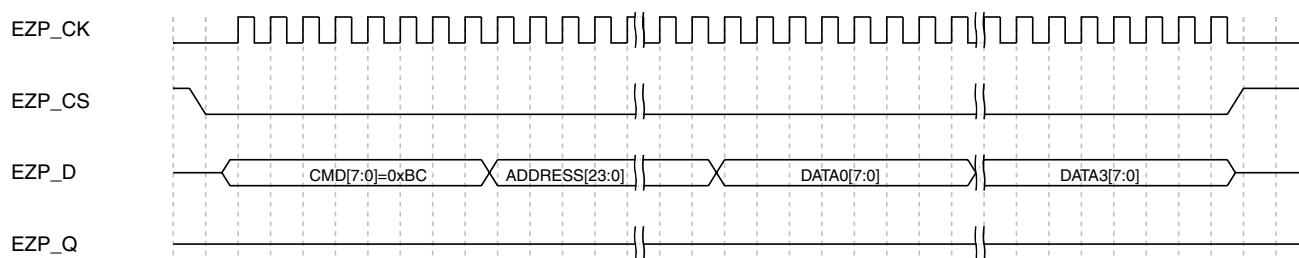 EZP_CK
EZP_CS
EZP_D CMD[7:0]=0xBC ADDRESS[23:0] DATA0[7:0] DATA3[7:0]
EZP_Q